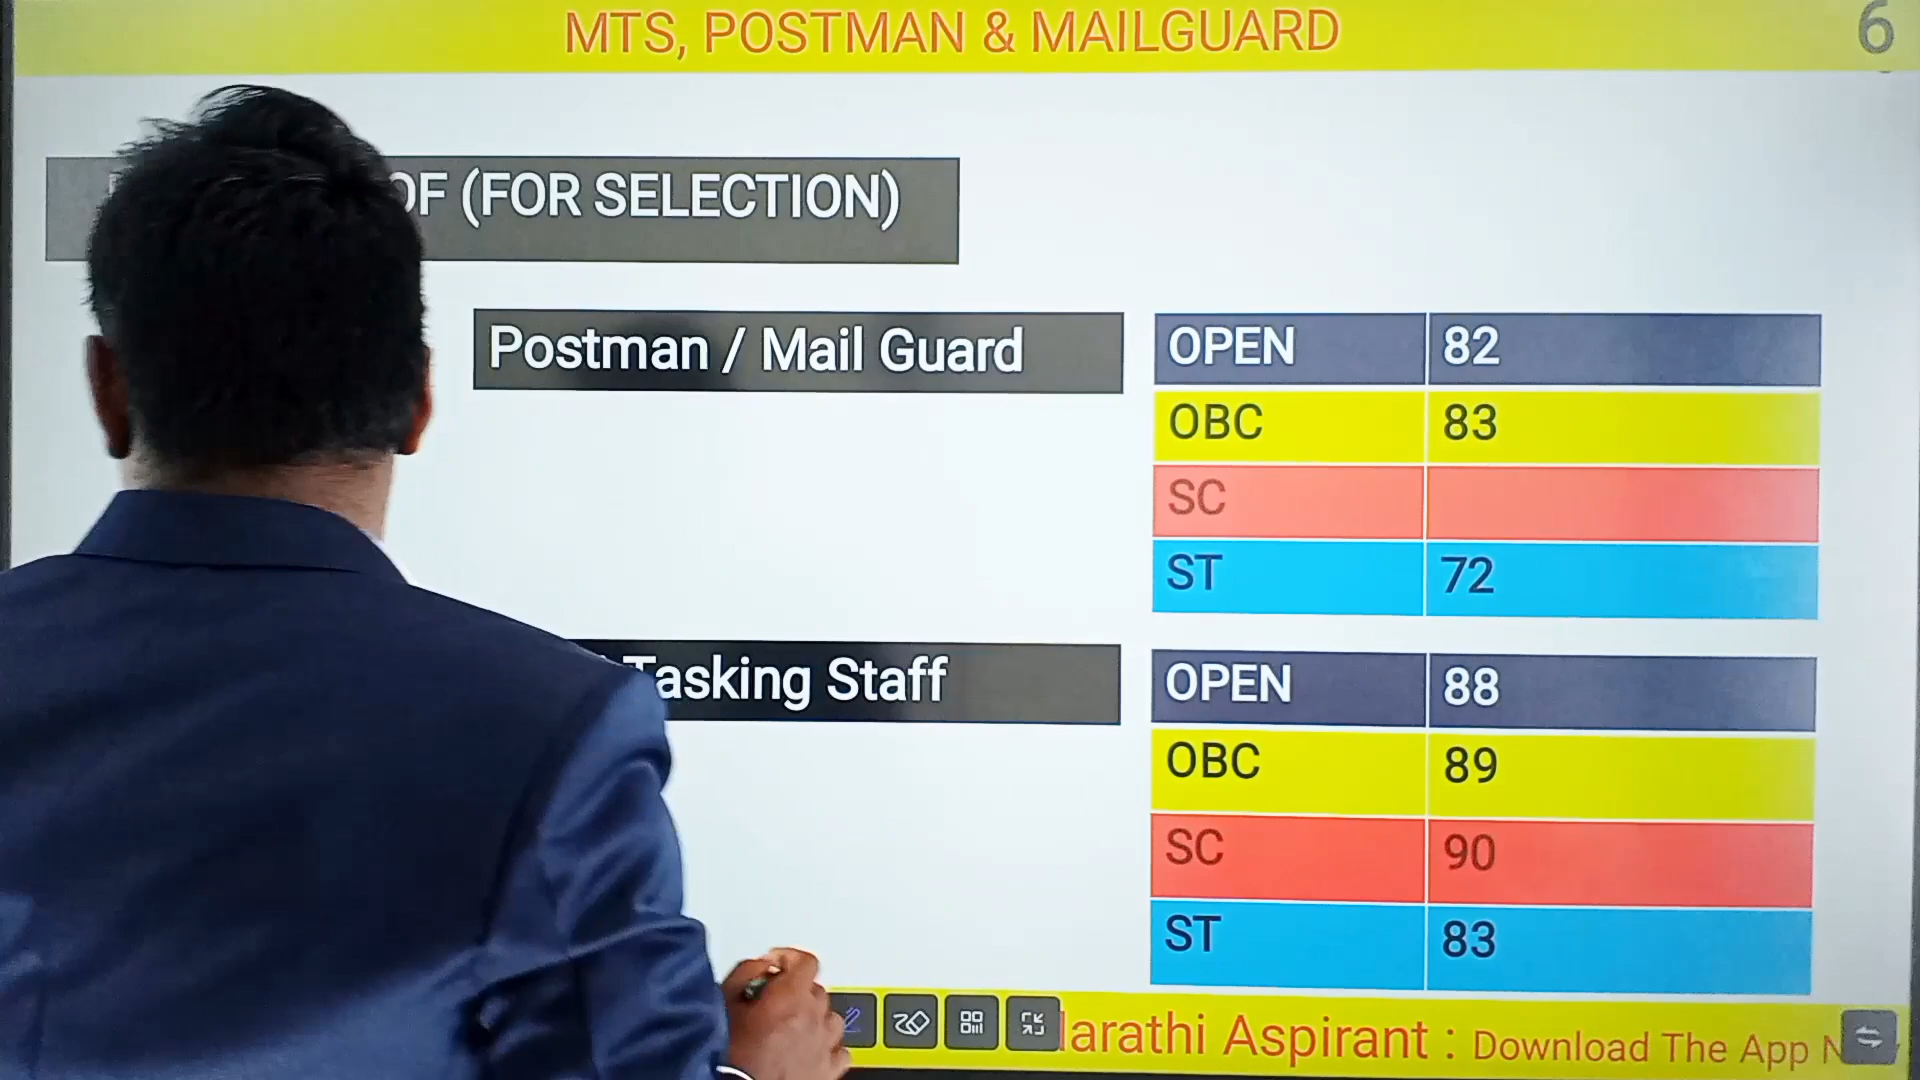 MTS, POSTMAN & MAILGUARD
6
OF (FOR SELECTION)
Postman / Mail Guard
OPEN 82
OBC 83
SC
ST 72
Tasking Staff
OPEN 88
OBC 89
SC 90
ST 83
arathi Aspirant : Download The App